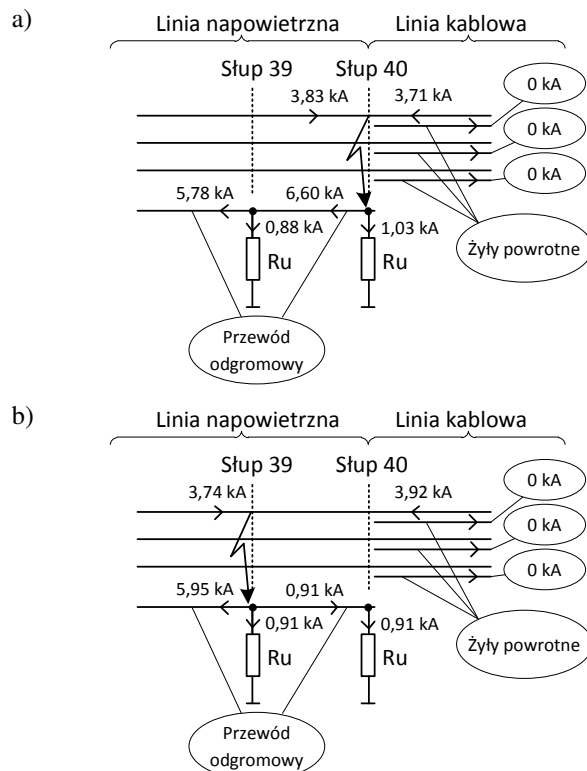 a)
Linia napowietrzna
Linia kablowa
Słup 39
Słup 40
0 kA
3,83 kA
3,71 kA
0 kA
0 kA
5,78 kA
6,60 kA
0,88 kA
1,03 kA
Żyły powrotne
Ru
Ru
Przewód
odgromowy
b)
Linia napowietrzna
Linia kablowa
Słup 39
Słup 40
0 kA
3,74 kA
3,92 kA
0 kA
0 kA
5,95 kA
0,91 kA
0,91 kA
0,91 kA
Żyły powrotne
Ru
Ru
Przewód
odgromowy